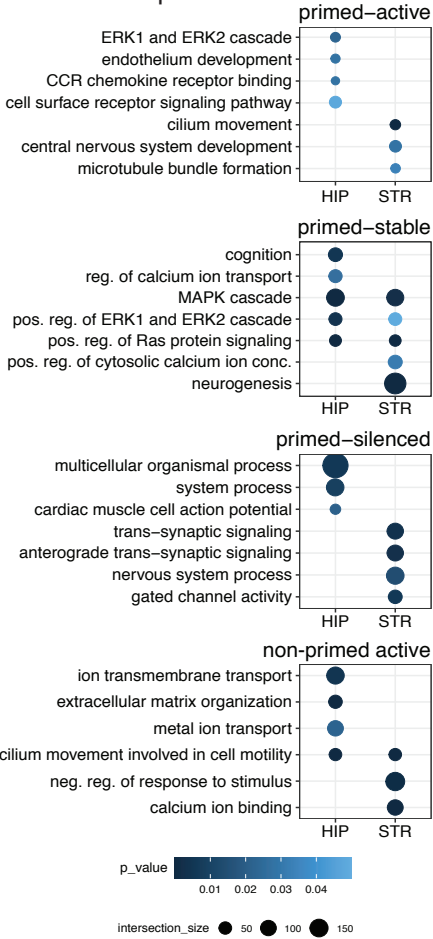 primed−active
ERK1 and ERK2 cascade
endothelium development
CCR chemokine receptor binding
cell surface receptor signaling pathway
cilium movement
central nervous system development
microtubule bundle formation
HIP STR
primed−stable
cognition
reg. of calcium ion transport
MAPK cascade
pos. reg. of ERK1 and ERK2 cascade
pos. reg. of Ras protein signaling
pos. reg. of cytosolic calcium ion conc.
neurogenesis
HIP STR
primed−silenced
multicellular organismal process
system process
cardiac muscle cell action potential
trans−synaptic signaling
anterograde trans−synaptic signaling
nervous system process
gated channel activity
HIP STR
non-primed active
ion transmembrane transport
extracellular matrix organization
metal ion transport
cilium movement involved in cell motility
neg. reg. of response to stimulus
calcium ion binding
HIP STR
p_value
0.01 0.02 0.03 0.04
intersection_size 50 100 150